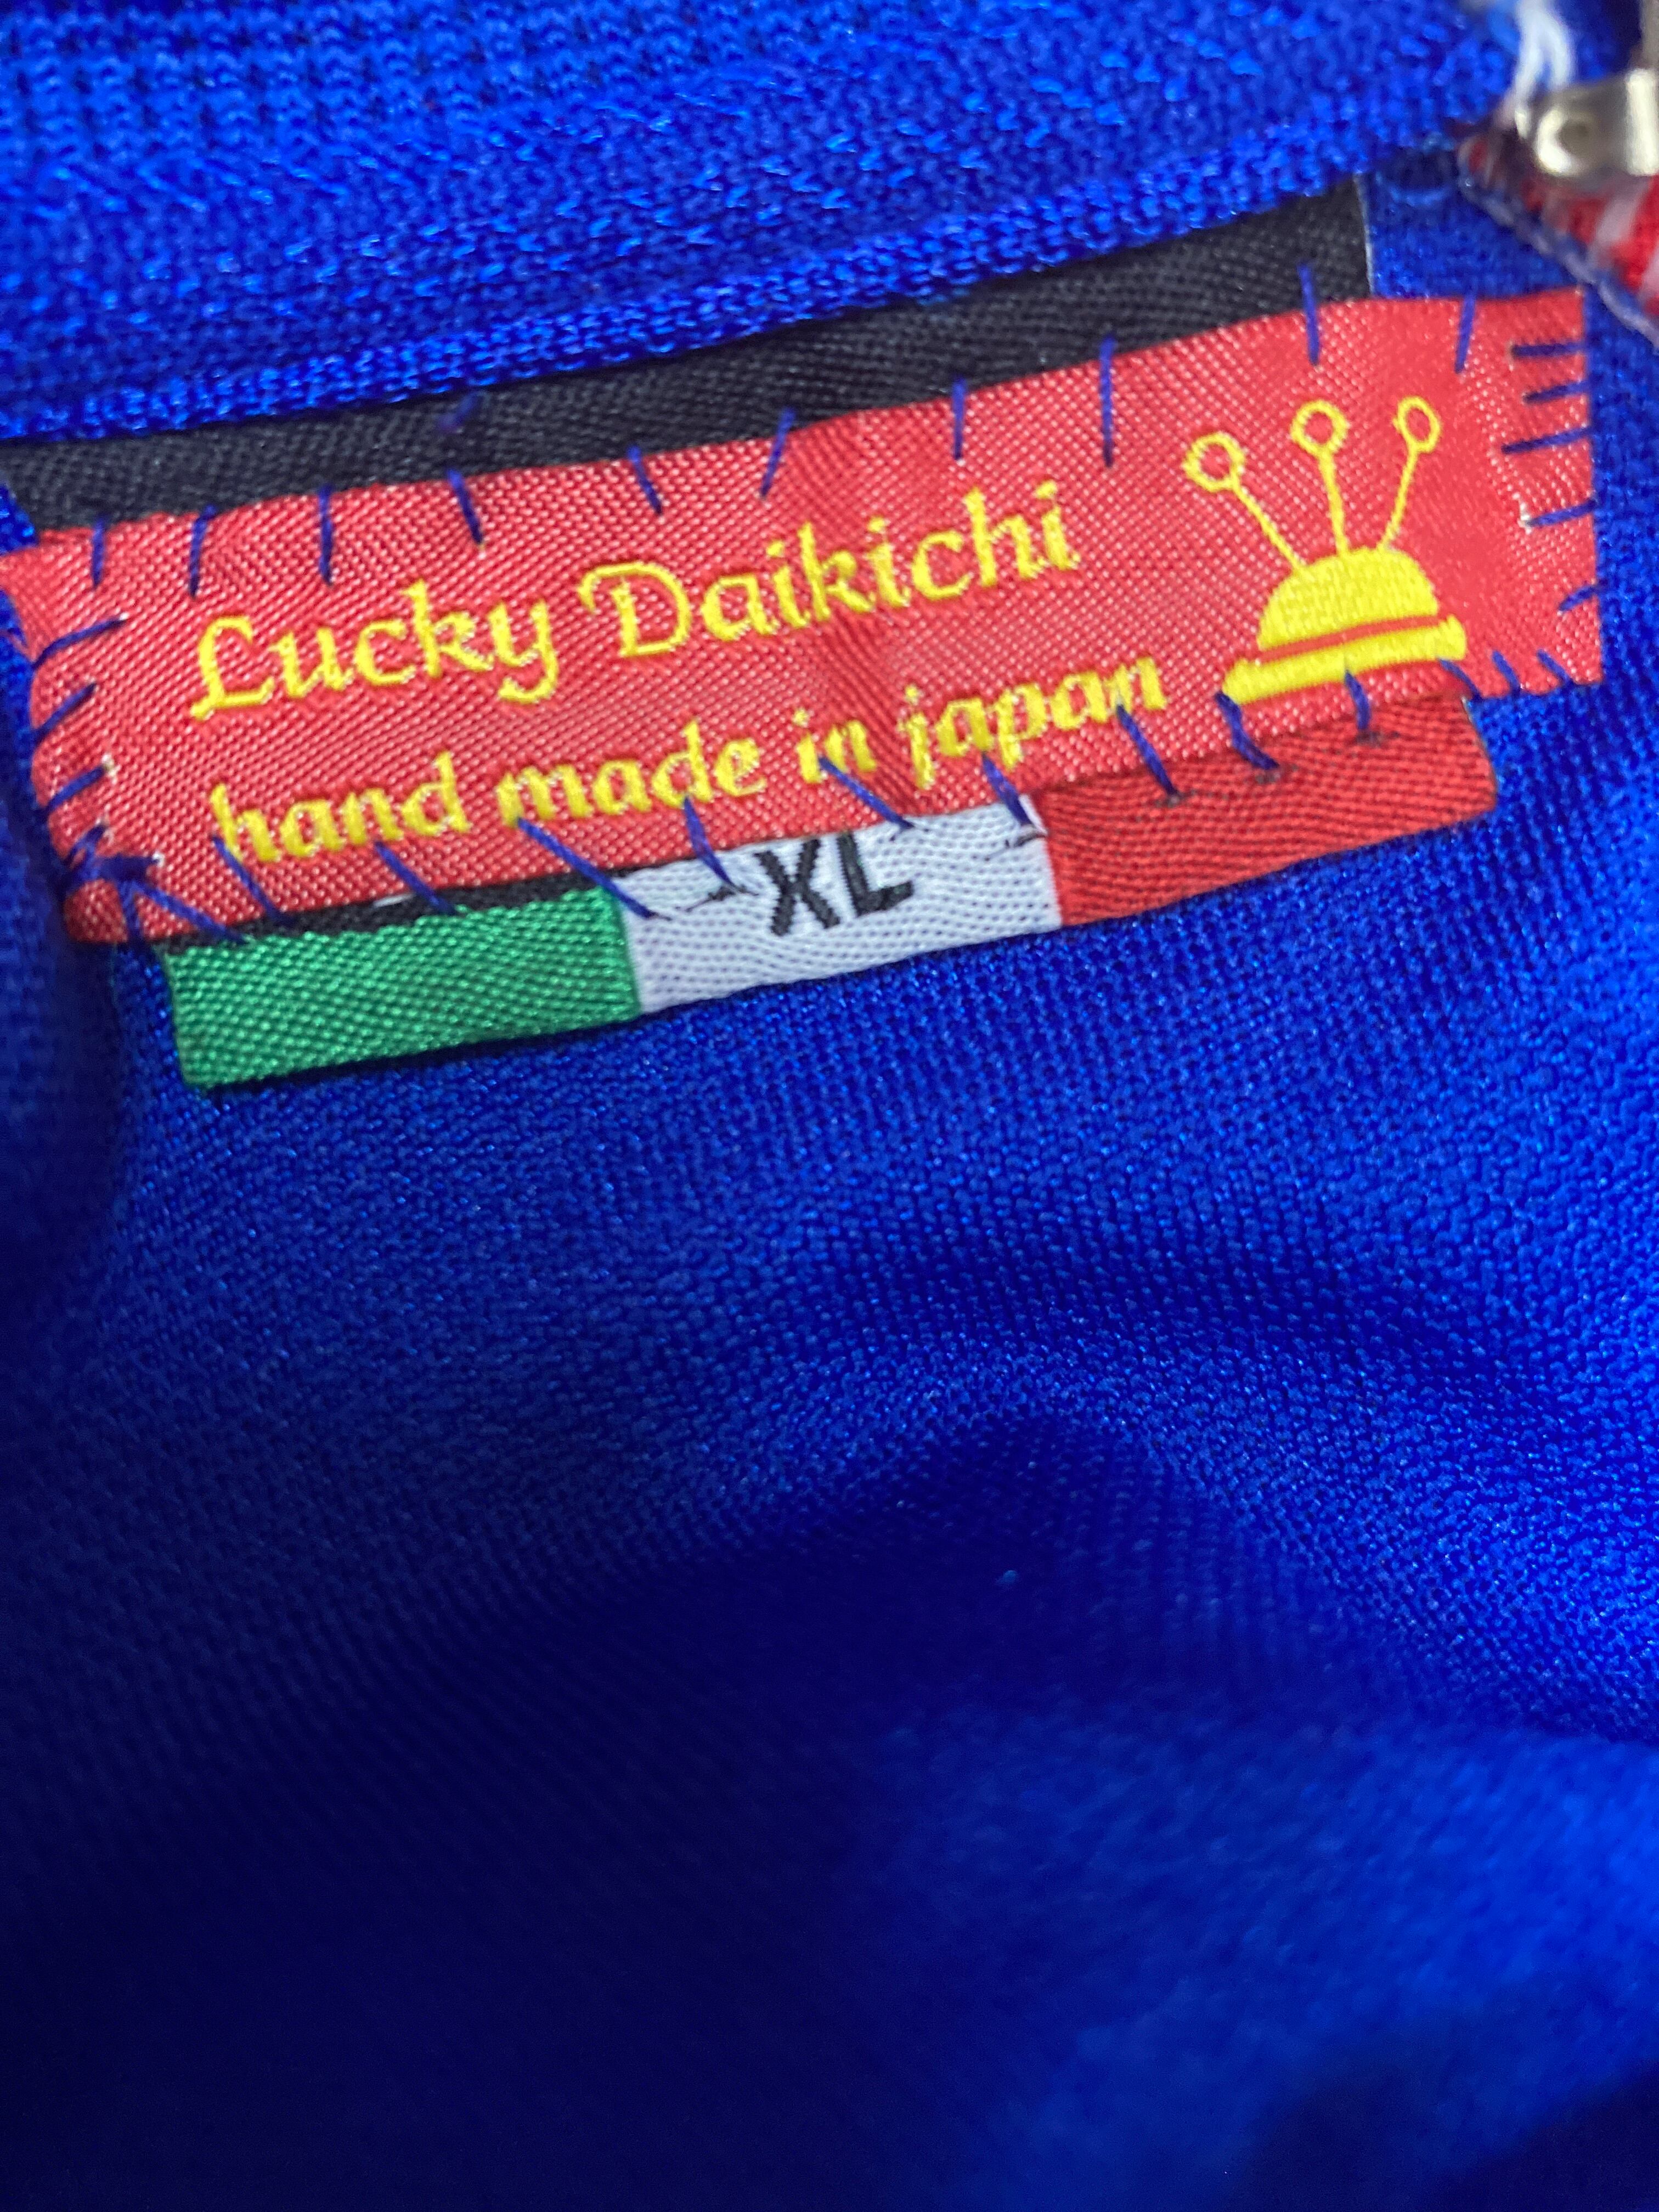 Lucky Daikichi
hand made in japan
XL